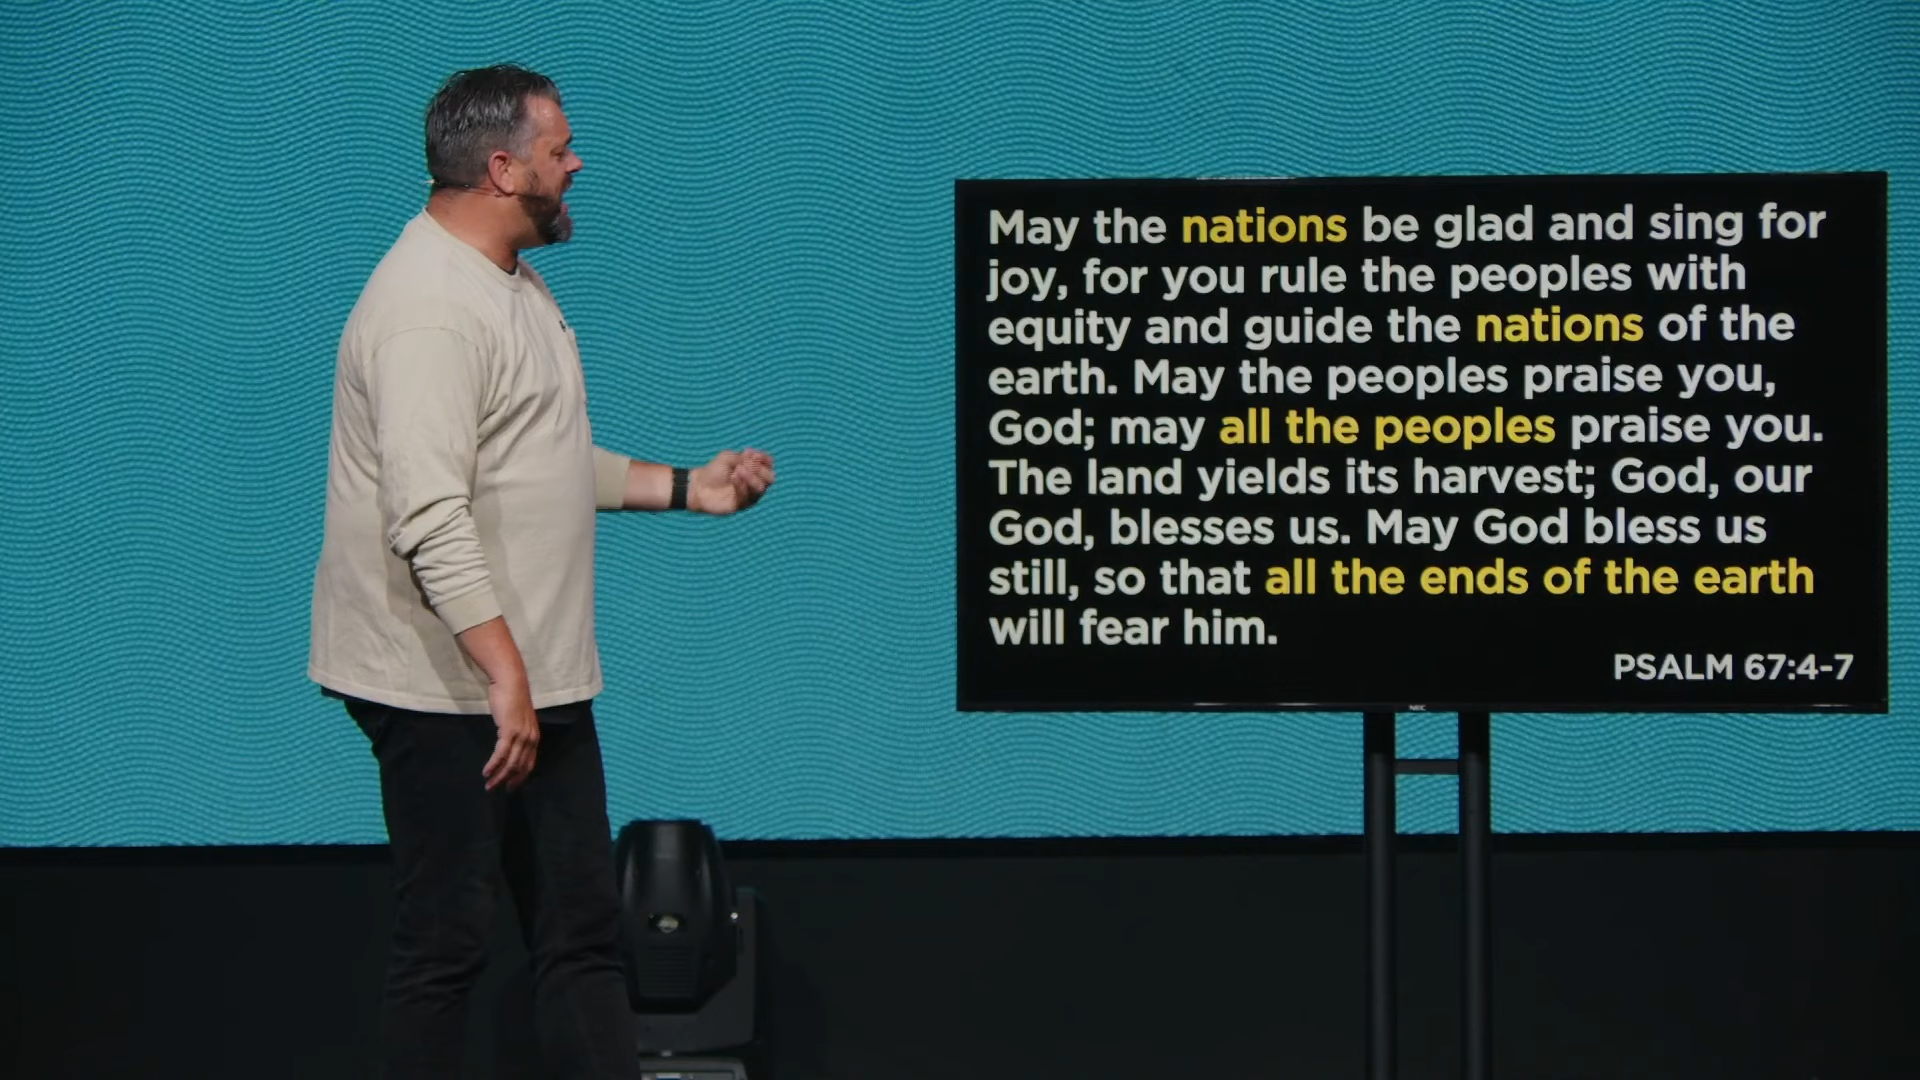 May the nations be glad and sing for
joy, for you rule the peoples with
equity and guide the nations of the
earth. May the peoples praise you,
God; may all the peoples praise you.
The land yields its harvest; God, our
God, blesses us. May God bless us
still, so that all the ends of the earth
will fear him.
PSALM 67:4-7
NEC